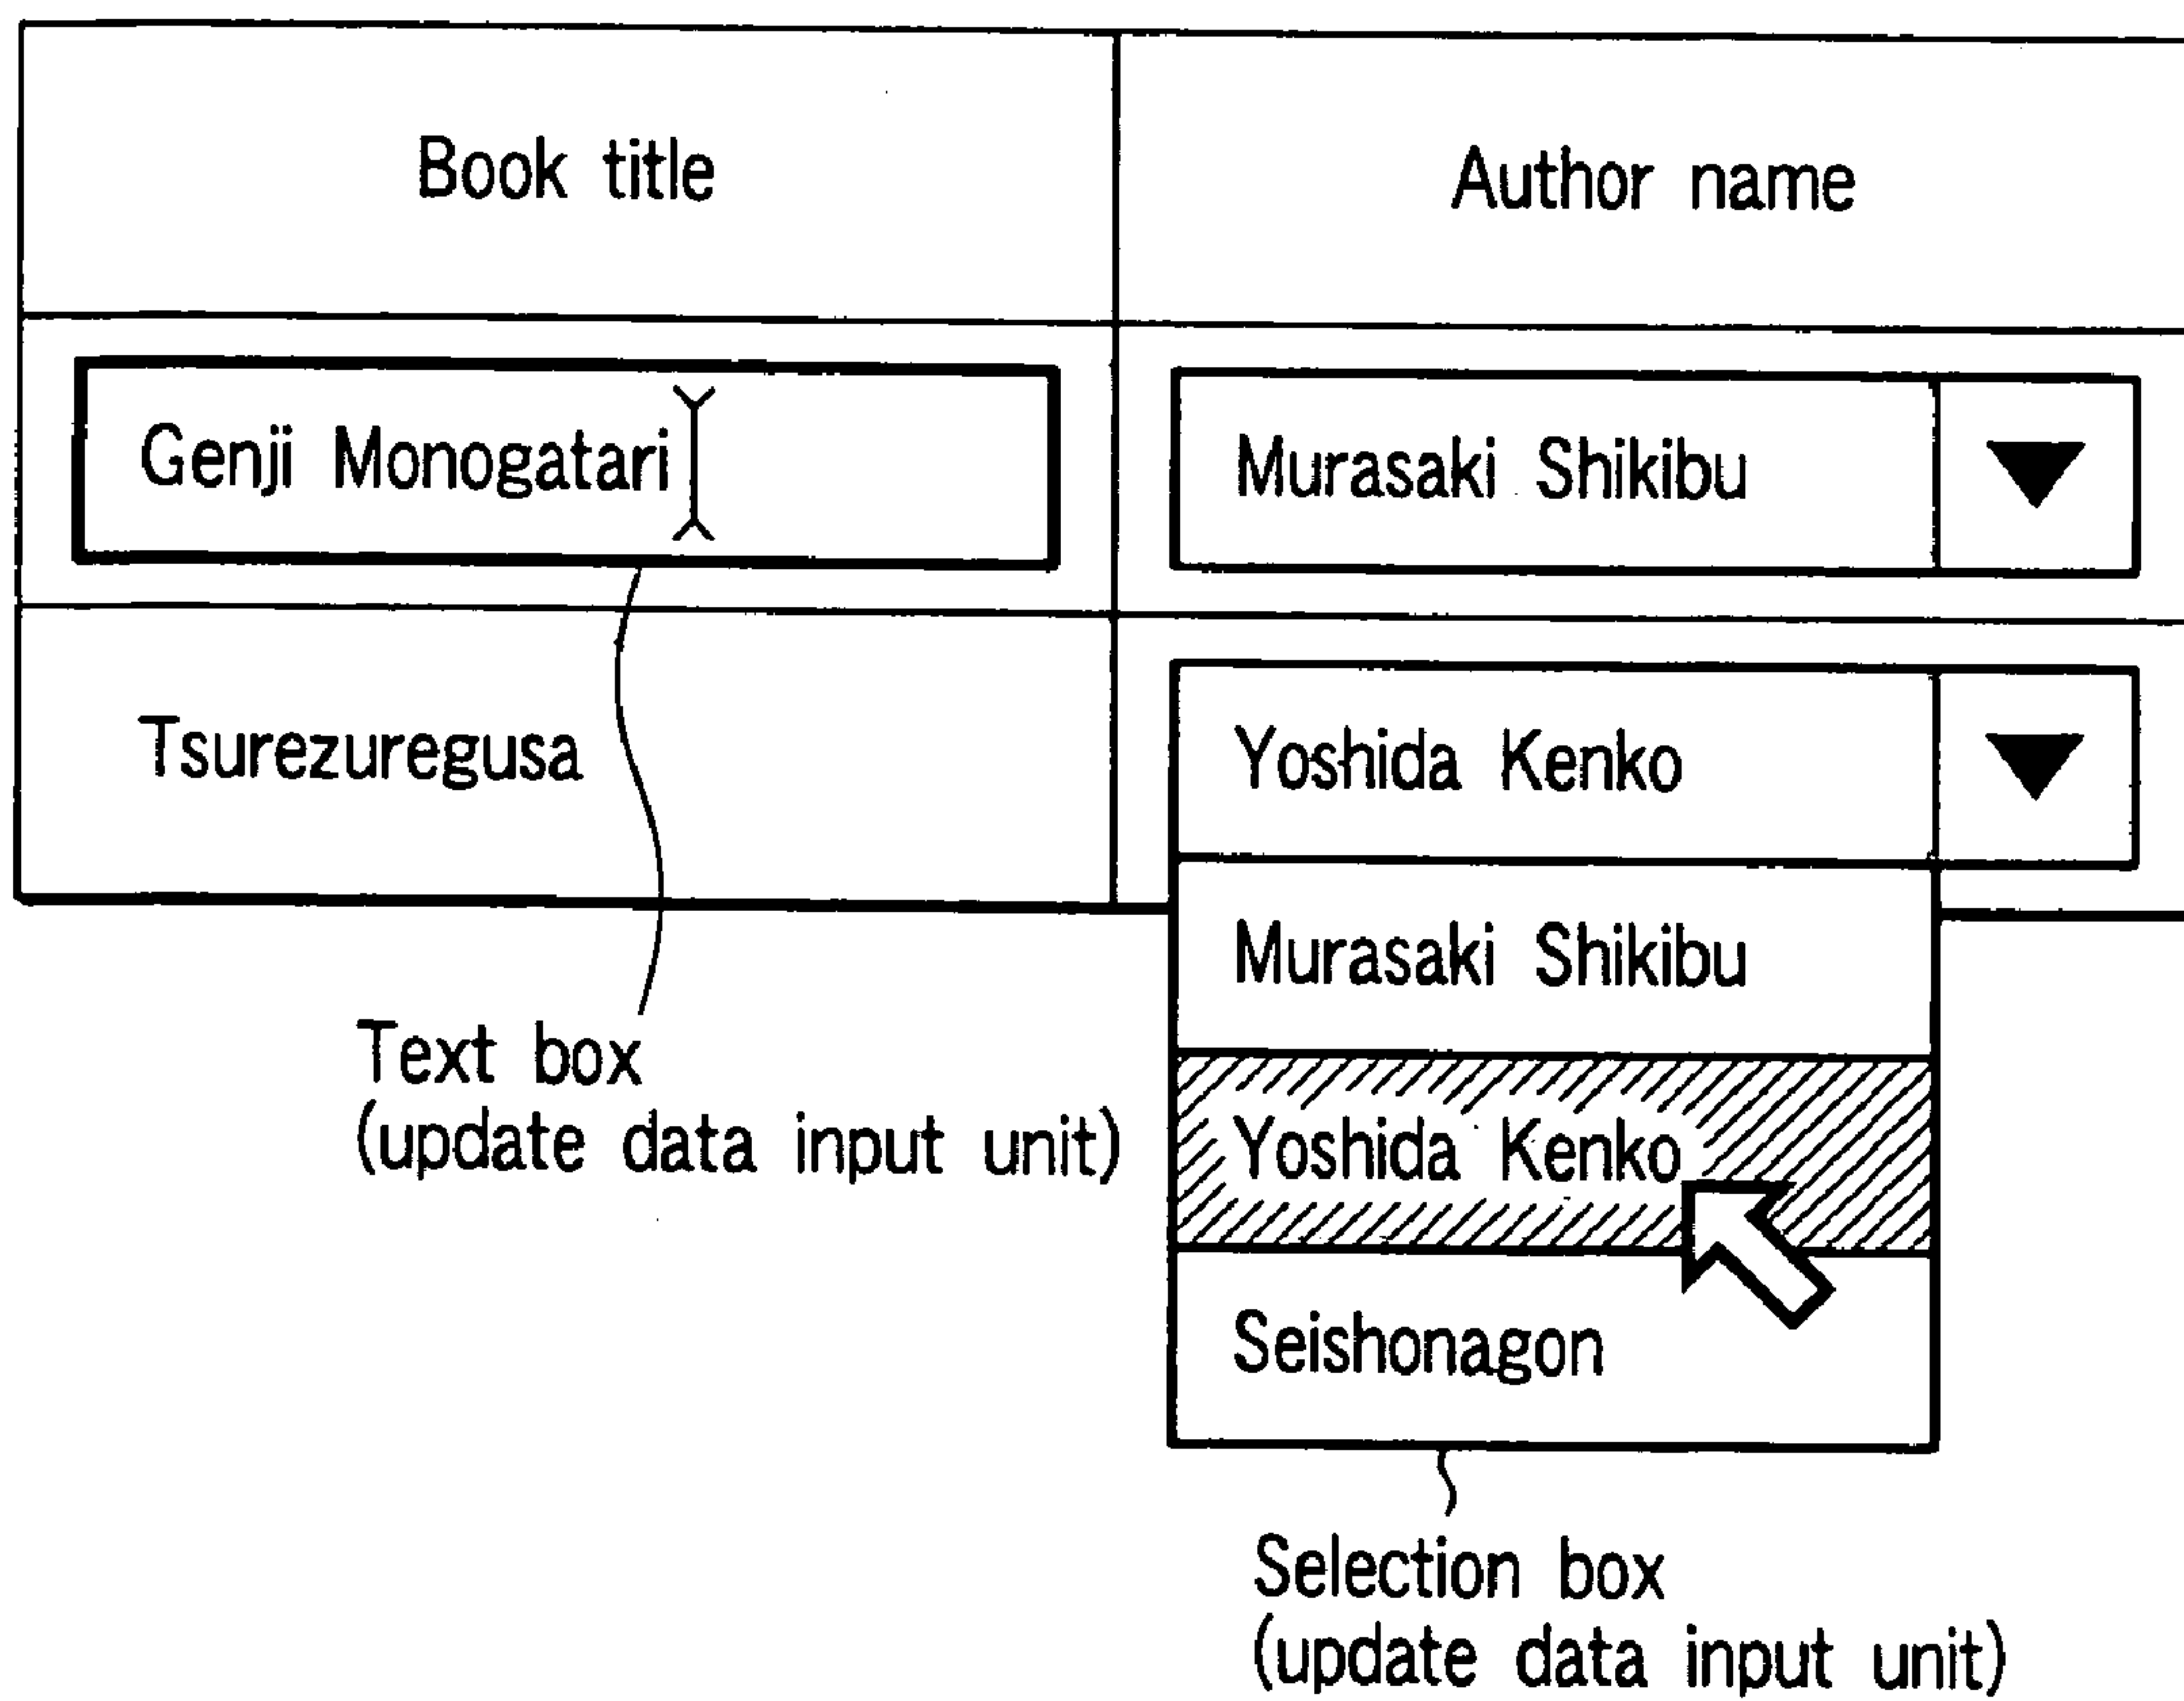 Book title
Author name
Genji Monogatari
Murasaki Shikibu
Tsurezuregusa
Yoshida Kenko
Murasaki Shikibu
Yoshida Kenko
Seishonagon
Text box
(update data input unit)
Selection box
(update data input unit)